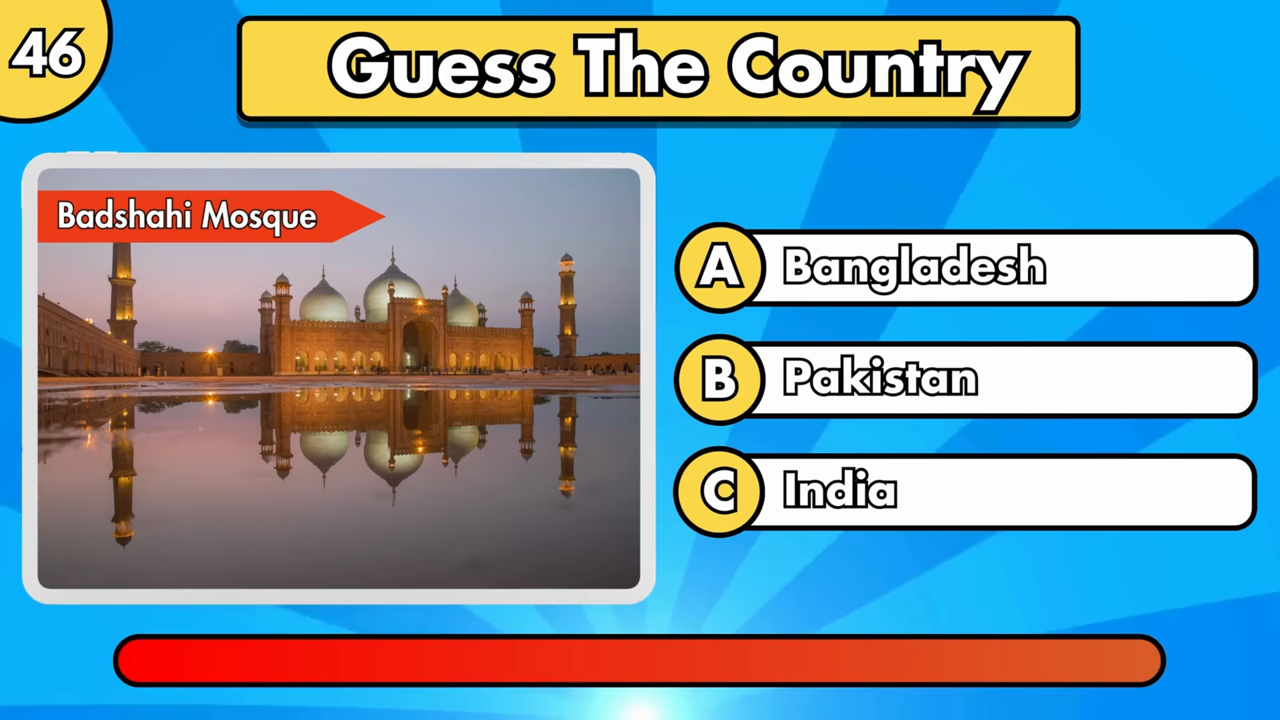 46
Guess The Country
Badshahi Mosque
A Bangladesh
B Pakistan
C India